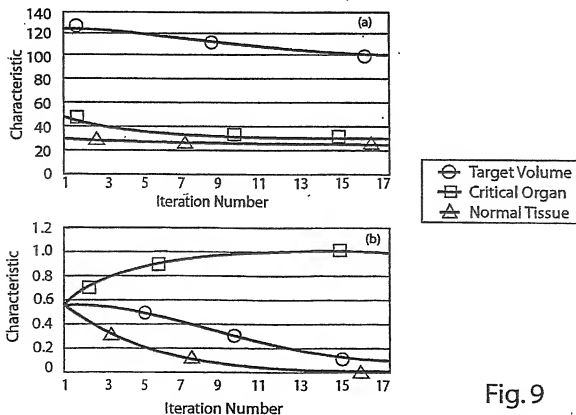 (a)
140
120
100
80
60
40
20
0
Characteristic
1 3 5 7 9 11 13 15 17
Iteration Number
Target Volume
Critical Organ
Normal Tissue
(b)
1.2
1.0
0.8
0.6
0.4
0.2
0
Characteristic
1 3 5 7 9 11 13 15 17
Iteration Number
Fig. 9